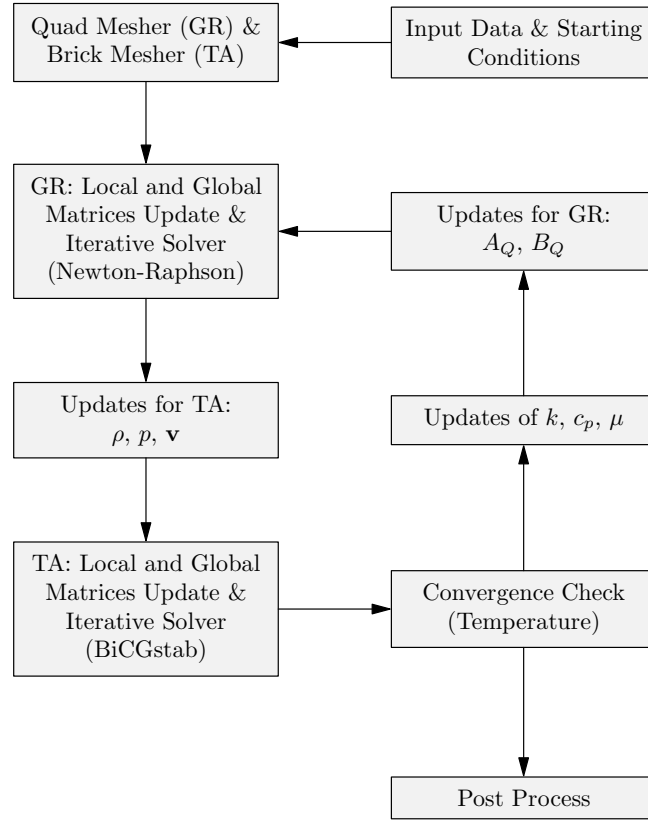 Quad Mesher (GR) &
Brick Mesher (TA)
Input Data & Starting
Conditions
GR: Local and Global
Matrices Update &
Iterative Solver
(Newton-Raphson)
Updates for GR:
A_Q, B_Q
Updates for TA:
ρ, p, v
Updates of k, c_p, μ
TA: Local and Global
Matrices Update &
Iterative Solver
(BiCGstab)
Convergence Check
(Temperature)
Post Process